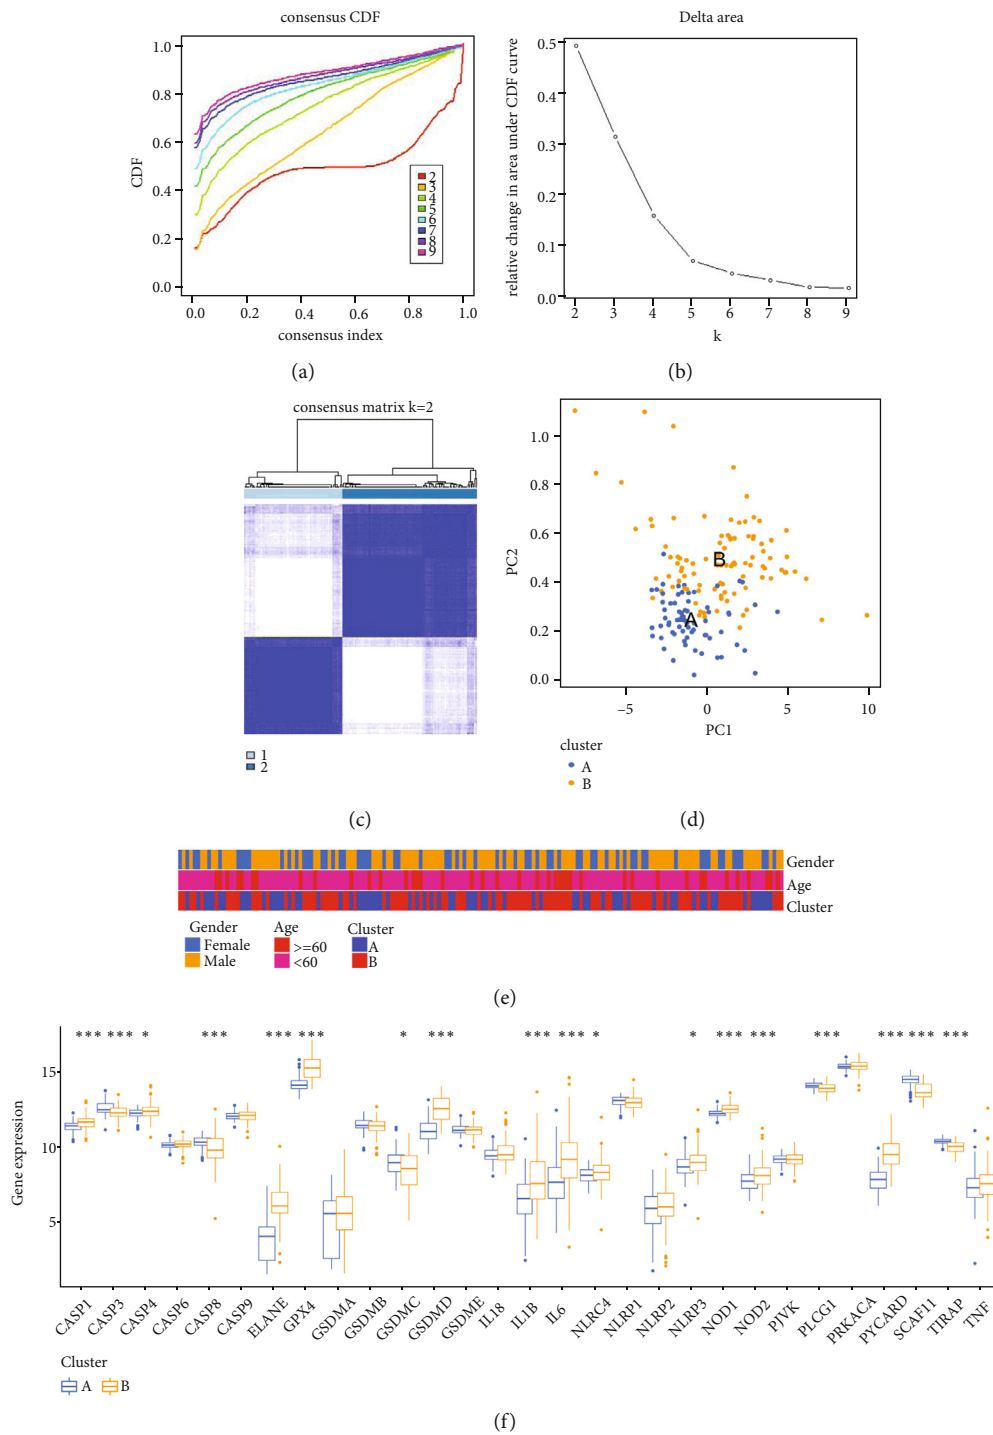 consensus CDF
1.0
0.8
0.6
0.4
0.2
0.0
CDF
2
3
4
5
6
7
8
9
0.0 0.2 0.4 0.6 0.8 1.0
consensus index
(a)
Delta area
0.5
0.4
0.3
0.2
0.1
0.0
relative change in area under CDF curve
2 3 4 5 6 7 8 9
k
(b)
consensus matrix k=2
1
2
(c)
1.0
0.8
0.6
0.4
0.2
0.0
PC2
B
A
−5 0 5 10
PC1
cluster
A
B
(d)
Gender
Age
Cluster
Gender Age Cluster
Female >=60 A
Male <60 B
(e)
*** *** * *** *** *** * *** *** *** * * *** *** *** *** *** ***
15
10
5
Gene expression
CASP1 CASP3 CASP4 CASP6 CASP8 CASP9 ELANE GPX4 GSDMA GSDMB GSDMC GSDMD GSDME IL18 IL1B IL6 NLRC4 NLRP1 NLRP2 NLRP3 NOD1 NOD2 PJVK PLCG1 PRKACA PYCARD SCAF11 TIRAP TNF
Cluster
A B
(f)